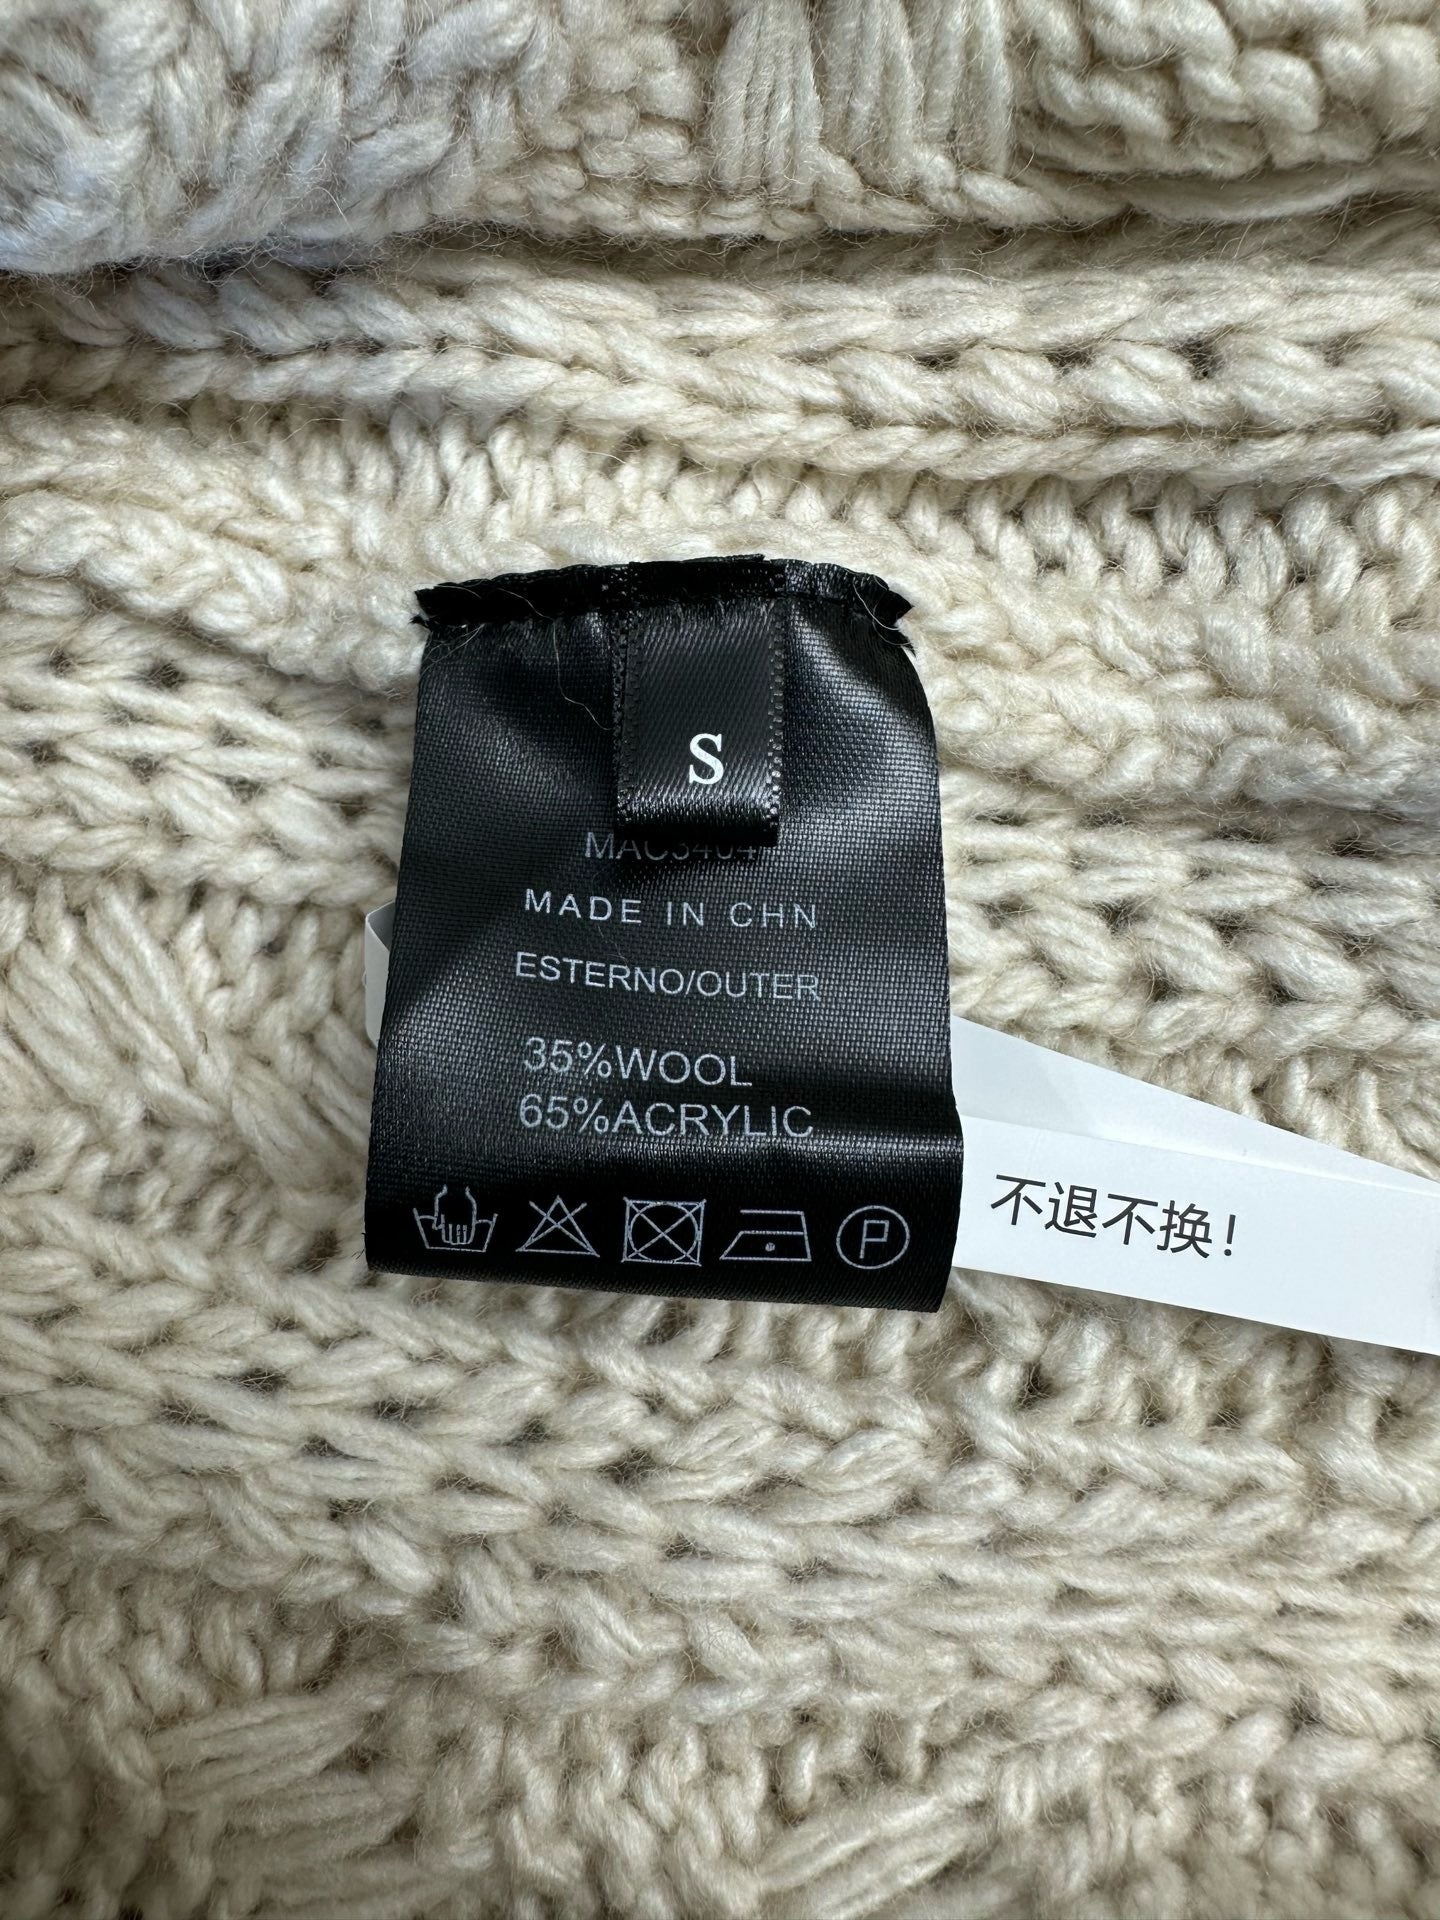 S
MAC3404
MADE IN CHN
ESTERNO/OUTER
35%WOOL
65%ACRYLIC
P
不退不换！